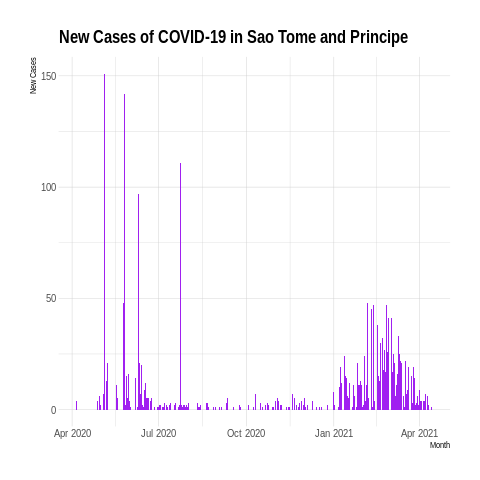 New Cases of COVID-19 in Sao Tome and Principe
New Cases
150
100
50
0
Apr 2020 Jul 2020 Oct 2020 Jan 2021 Apr 2021
Month